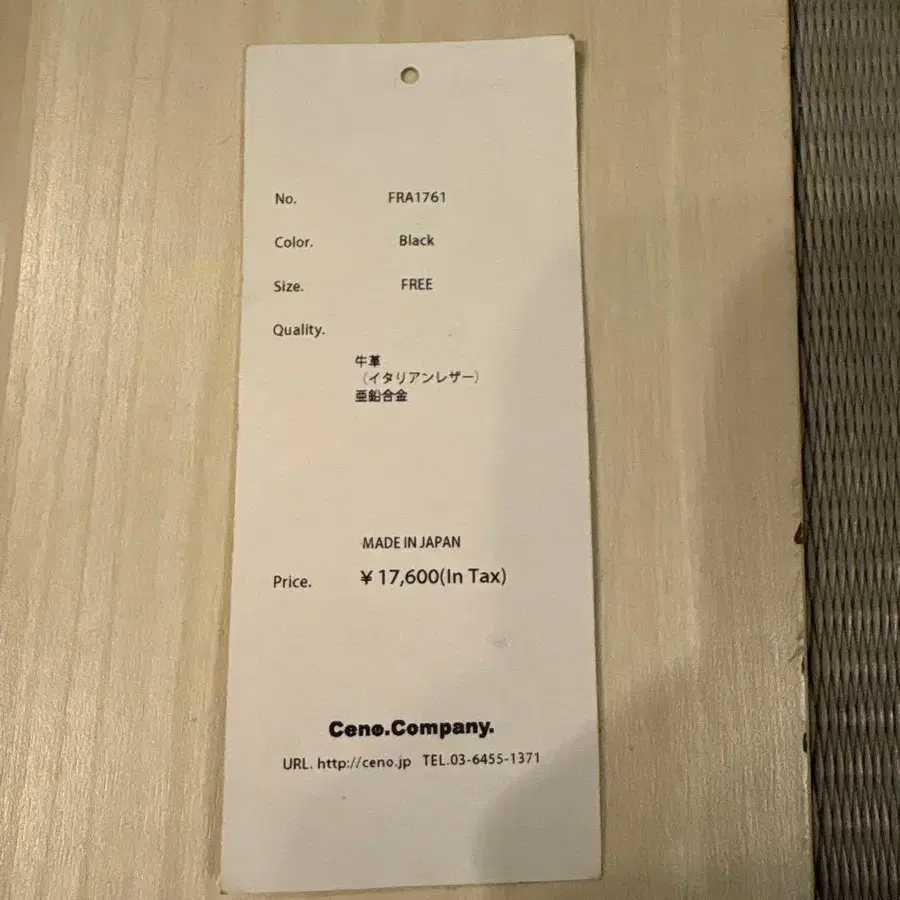 No. FRA1761
Color. Black
Size. FREE
Quality.
牛革
（イタリアンレザー）
亜鉛合金
MADE IN JAPAN
Price. ¥ 17,600(In Tax)
Ceno.Company.
URL. http://ceno.jp TEL.03-6455-1371